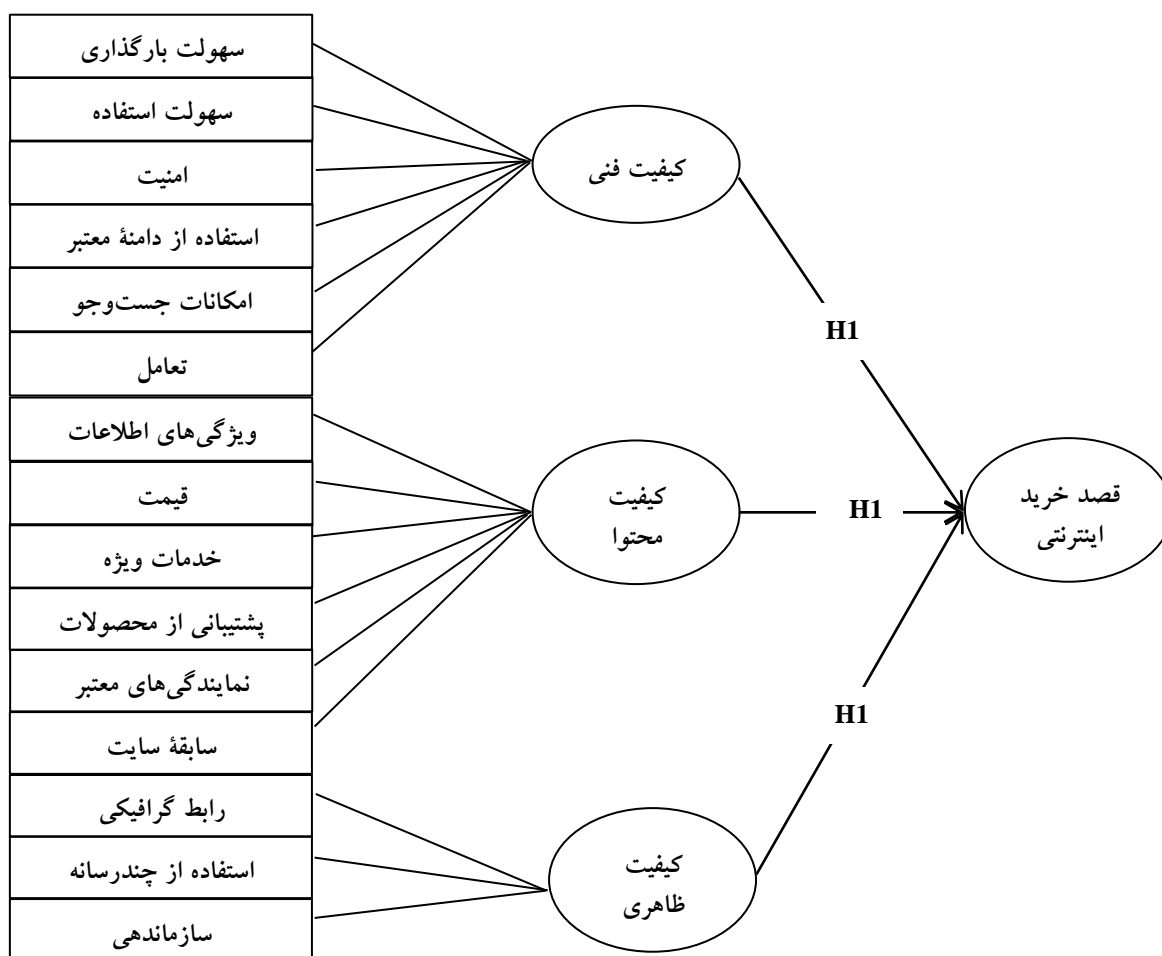 سهولت بارگذاری
سهولت استفاده
امنیت
استفاده از دامنۀ معتبر
امکانات جست‌وجو
تعامل
ویژگی‌های اطلاعات
قیمت
خدمات ویژه
پشتیبانی از محصولات
نمایندگی‌های معتبر
سابقۀ سایت
رابط گرافیکی
استفاده از چندرسانه
سازماندهی
کیفیت فنی
کیفیت
محتوا
کیفیت
ظاهری
H1
H1
H1
قصد خرید
اینترنتی